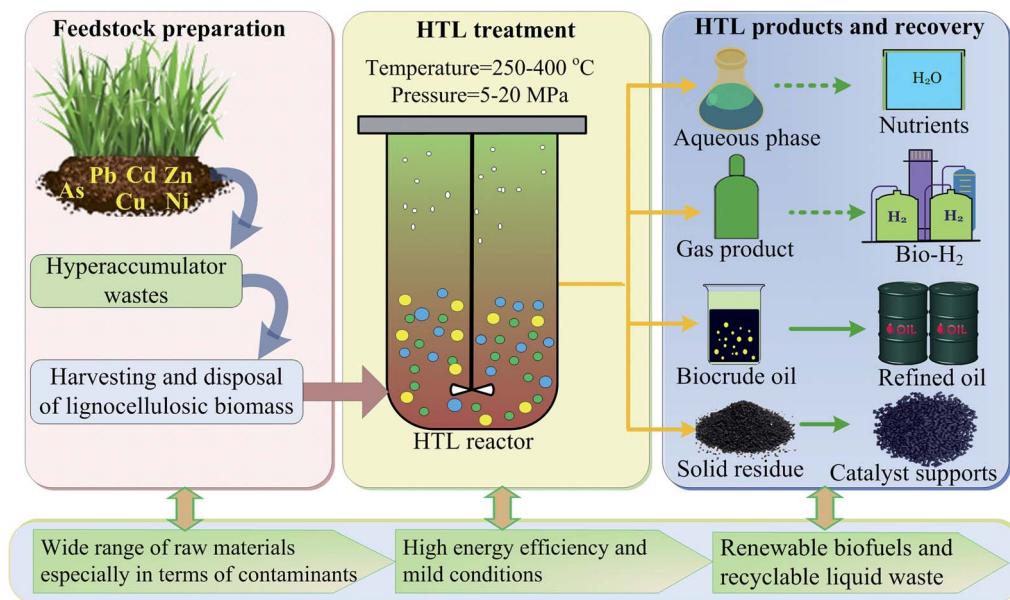 Feedstock preparation
As Pb Cd Zn
Cu Ni
Hyperaccumulator
wastes
Harvesting and disposal
of lignocellulosic biomass
HTL treatment
Temperature=250-400 °C
Pressure=5-20 MPa
HTL reactor
HTL products and recovery
Aqueous phase
H₂O
Nutrients
Gas product
H₂ H₂
Bio-H₂
Biocrude oil
OIL OIL
Refined oil
Solid residue
Catalyst supports
Wide range of raw materials
especially in terms of contaminants
High energy efficiency and
mild conditions
Renewable biofuels and
recyclable liquid waste